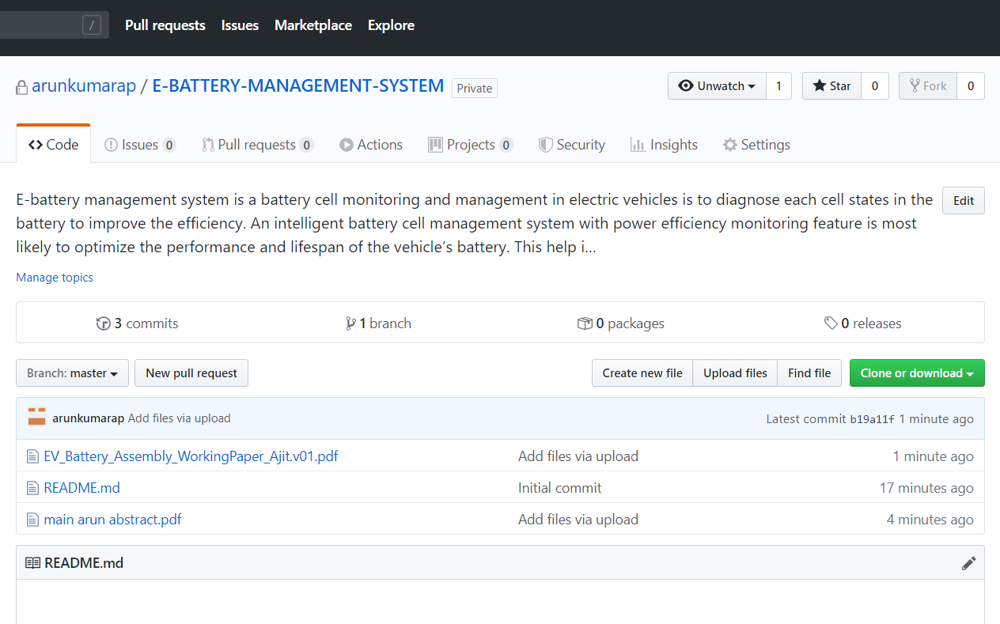 / Pull requests Issues Marketplace Explore
arunkumarap / E-BATTERY-MANAGEMENT-SYSTEM Private Unwatch 1 Star 0 Fork 0
Code Issues 0 Pull requests 0 Actions Projects 0 Security Insights Settings
E-battery management system is a battery cell monitoring and management in electric vehicles is to diagnose each cell states in the Edit
battery to improve the efficiency. An intelligent battery cell management system with power efficiency monitoring feature is most
likely to optimize the performance and lifespan of the vehicle’s battery. This help i...
Manage topics
3 commits 1 branch 0 packages 0 releases
Branch: master New pull request Create new file Upload files Find file Clone or download
arunkumarap Add files via upload Latest commit b19a11f 1 minute ago
EV_Battery_Assembly_WorkingPaper_Ajit.v01.pdf Add files via upload 1 minute ago
README.md Initial commit 17 minutes ago
main arun abstract.pdf Add files via upload 4 minutes ago
README.md